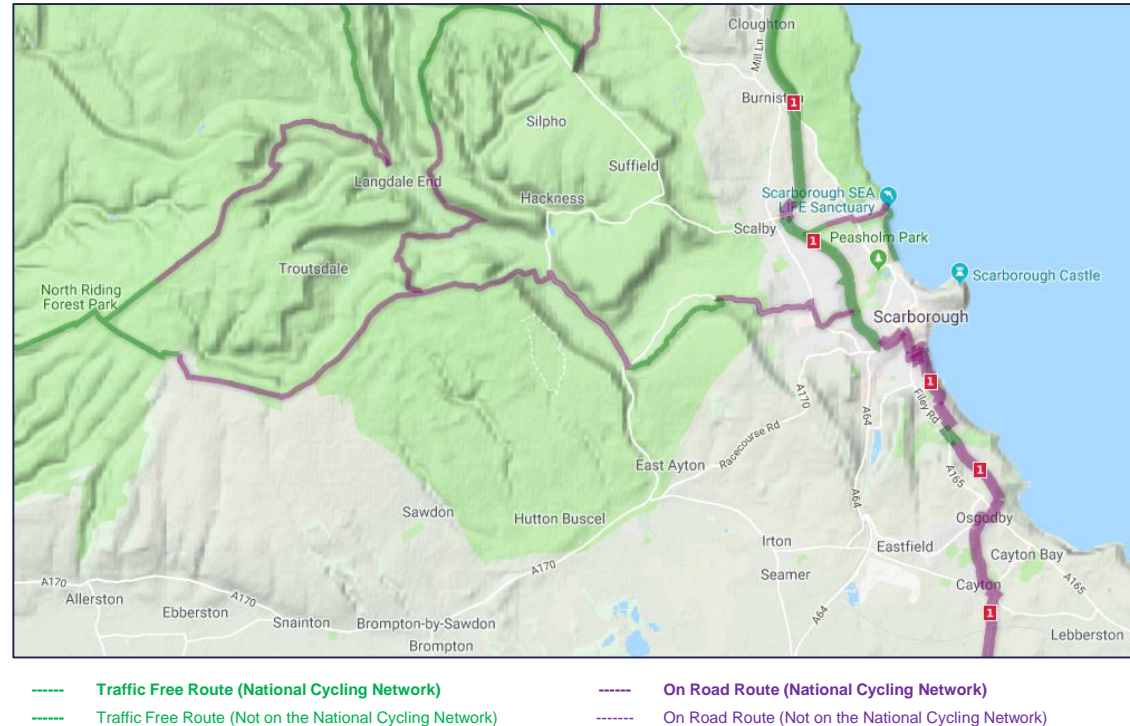 Cloughton
Mill Ln
Burniston
1
Silpho
Suffield
Langdale End
Hackness
Scarborough SEA
LIFE Sanctuary
Scalby
1
Peasholm Park
Troutsdale
Scarborough Castle
North Riding
Forest Park
Scarborough
1
A170
A64
Filey Rd
Racecourse Rd
East Ayton
A165
1
Sawdon
Hutton Buscel
A64
Osgodby
Irton
Eastfield
Cayton Bay
A170
Seamer
Cayton
A165
A170
Allerston
A170
Ebberston
Snainton
Brompton-by-Sawdon
A64
1
Brompton
Lebberston
------ Traffic Free Route (National Cycling Network)
------ On Road Route (National Cycling Network)
------ Traffic Free Route (Not on the National Cycling Network)
------- On Road Route (Not on the National Cycling Network)